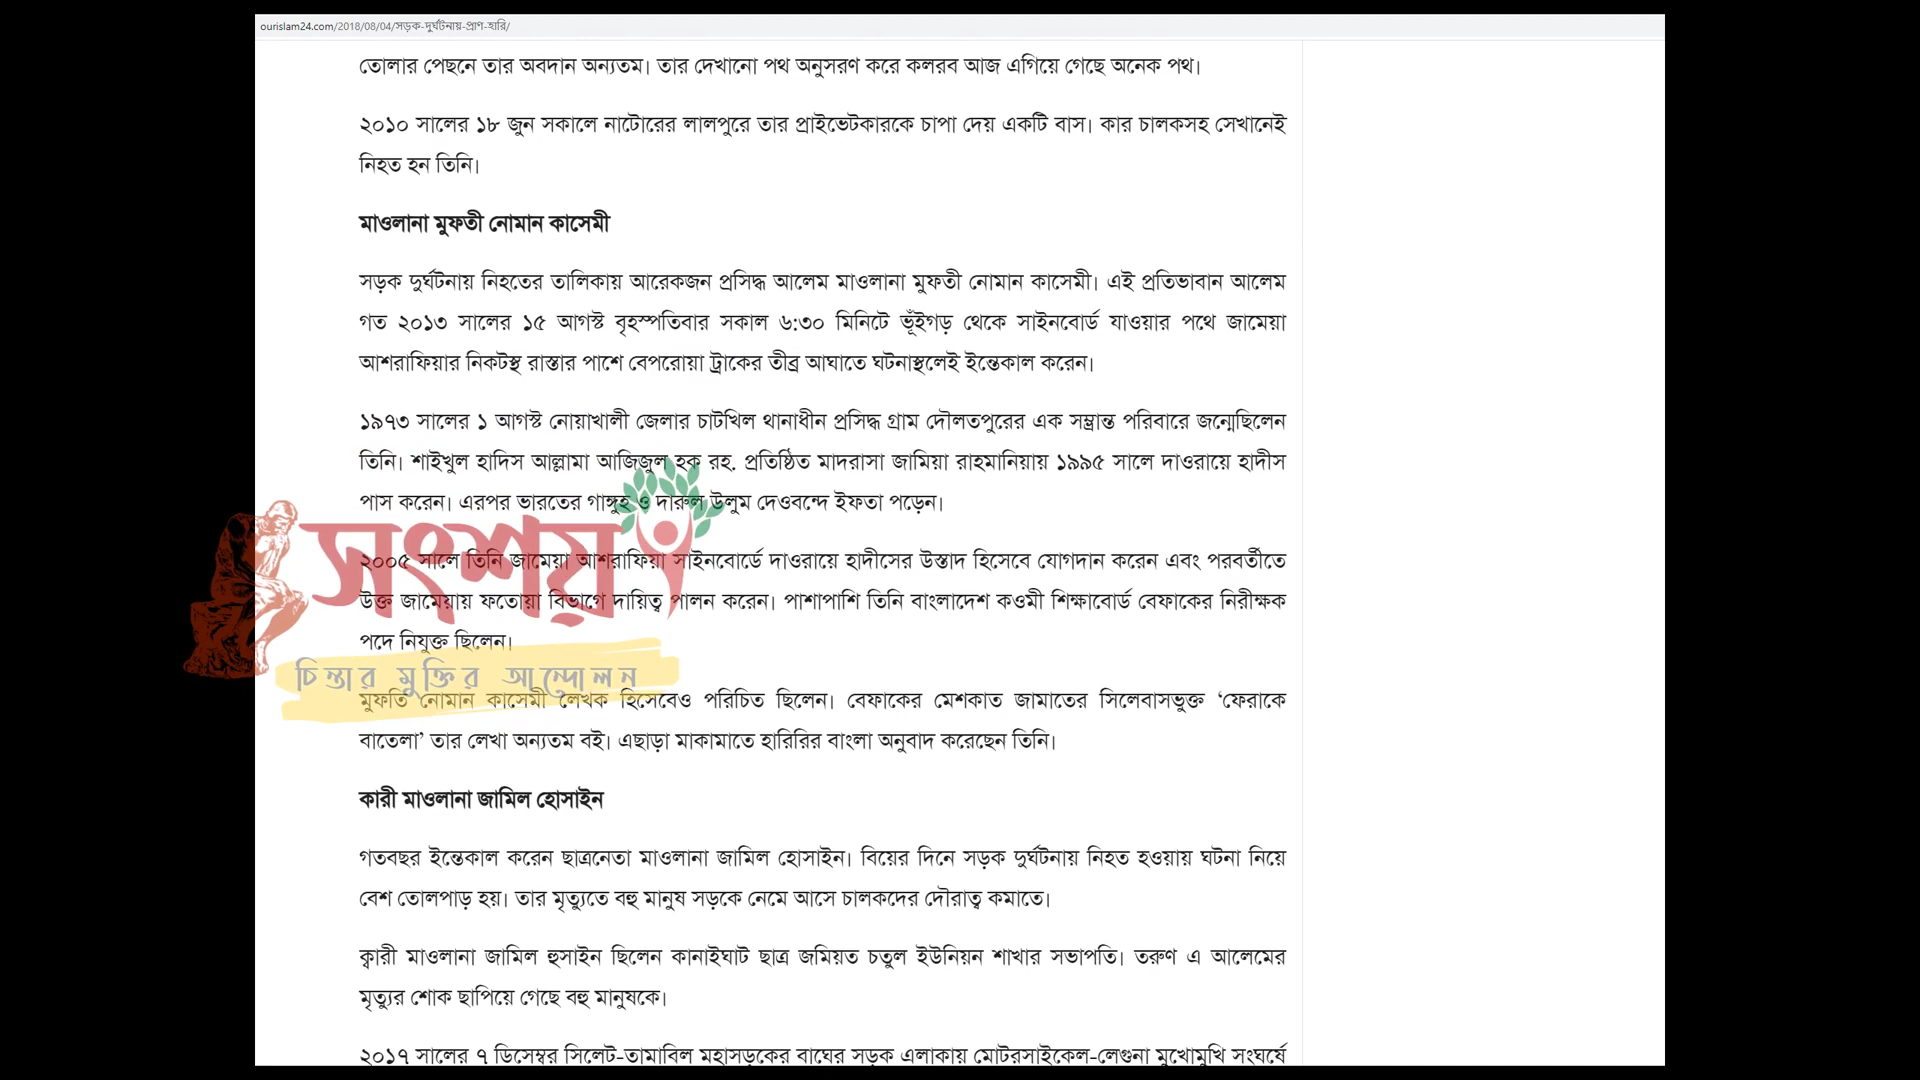 ourislam24.com/2018/08/04/সড়ক-দুর্ঘটনায়-প্রাণ-হারি/
তোলার পেছনে তার অবদান অন্যতম। তার দেখানো পথ অনুসরণ করে কলরব আজ এগিয়ে গেছে অনেক পথ।
২০১০ সালের ১৮ জুন সকালে নাটোরের লালপুরে তার প্রাইভেটকারকে চাপা দেয় একটি বাস। কার চালকসহ সেখানেই
নিহত হন তিনি।
মাওলানা মুফতী নোমান কাসেমী
সড়ক দুর্ঘটনায় নিহতের তালিকায় আরেকজন প্রসিদ্ধ আলেম মাওলানা মুফতী নোমান কাসেমী। এই প্রতিভাবান আলেম
গত ২০১৩ সালের ১৫ আগস্ট বৃহস্পতিবার সকাল ৬:৩০ মিনিটে ভূঁইগড় থেকে সাইনবোর্ড যাওয়ার পথে জামেয়া
আশরাফিয়ার নিকটস্থ রাস্তার পাশে বেপরোয়া ট্রাকের তীব্র আঘাতে ঘটনাস্থলেই ইন্তেকাল করেন।
১৯৭৩ সালের ১ আগস্ট নোয়াখালী জেলার চাটখিল থানাধীন প্রসিদ্ধ গ্রাম দৌলতপুরের এক সম্ভ্রান্ত পরিবারে জন্মেছিলেন
তিনি। শাইখুল হাদিস আল্লামা আজিজুল হক রহ. প্রতিষ্ঠিত মাদরাসা জামিয়া রাহমানিয়ায় ১৯৯৫ সালে দাওরায়ে হাদীস
পাস করেন। এরপর ভারতের গাঙ্গুহ ও দারুল উলুম দেওবন্দে ইফতা পড়েন।
সংশয়
২০০৫ সালে তিনি জামেয়া আশরাফিয়া সাইনবোর্ডে দাওরায়ে হাদীসের উস্তাদ হিসেবে যোগদান করেন এবং পরবর্তীতে
উক্ত জামেয়ায় ফতোয়া বিভাগে দায়িত্ব পালন করেন। পাশাপাশি তিনি বাংলাদেশ কওমী শিক্ষাবোর্ড বেফাকের নিরীক্ষক
পদে নিযুক্ত ছিলেন।
চিন্তার মুক্তির আন্দোলন
মুফতি নোমান কাসেমী লেখক হিসেবেও পরিচিত ছিলেন। বেফাকের মেশকাত জামাতের সিলেবাসভুক্ত ‘ফেরাকে
বাতেলা’ তার লেখা অন্যতম বই। এছাড়া মাকামাতে হারিরির বাংলা অনুবাদ করেছেন তিনি।
কারী মাওলানা জামিল হোসাইন
গতবছর ইন্তেকাল করেন ছাত্রনেতা মাওলানা জামিল হোসাইন। বিয়ের দিনে সড়ক দুর্ঘটনায় নিহত হওয়ায় ঘটনা নিয়ে
বেশ তোলপাড় হয়। তার মৃত্যুতে বহু মানুষ সড়কে নেমে আসে চালকদের দৌরাত্ব কমাতে।
ক্বারী মাওলানা জামিল হুসাইন ছিলেন কানাইঘাট ছাত্র জমিয়ত চতুল ইউনিয়ন শাখার সভাপতি। তরুণ এ আলেমের
মৃত্যুর শোক ছাপিয়ে গেছে বহু মানুষকে।
২০১৭ সালের ৭ ডিসেম্বর সিলেট-তামাবিল মহাসড়কের বাঘের সড়ক এলাকায় মোটরসাইকেল-লেগুনা মুখোমুখি সংঘর্ষে